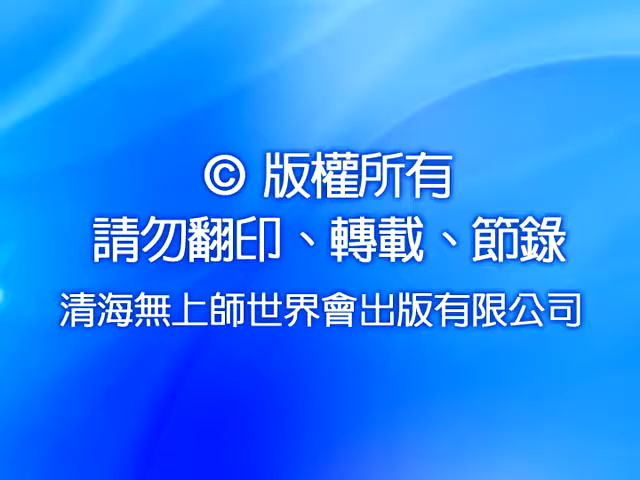 © 版權所有
請勿翻印、轉載、節錄
清海無上師世界會出版有限公司